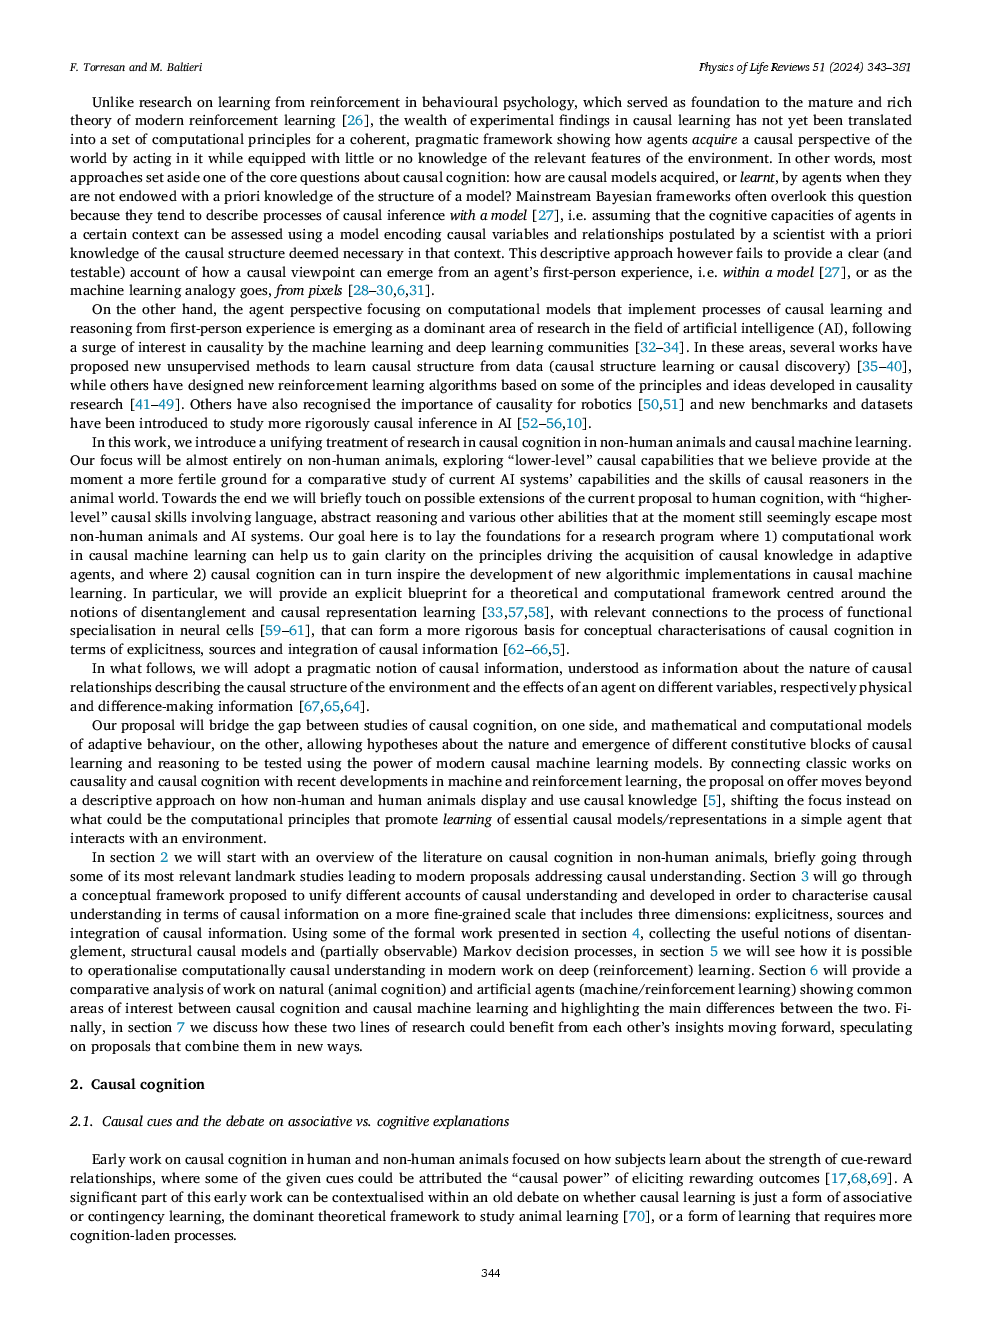 F. Torresan and M. Baltieri
Physics of Life Reviews 51 (2024) 343–381
Unlike research on learning from reinforcement in behavioural psychology, which served as foundation to the mature and rich
theory of modern reinforcement learning [26], the wealth of experimental findings in causal learning has not yet been translated
into a set of computational principles for a coherent, pragmatic framework showing how agents acquire a causal perspective of the
world by acting in it while equipped with little or no knowledge of the relevant features of the environment. In other words, most
approaches set aside one of the core questions about causal cognition: how are causal models acquired, or learnt, by agents when they
are not endowed with a priori knowledge of the structure of a model? Mainstream Bayesian frameworks often overlook this question
because they tend to describe processes of causal inference with a model [27], i.e. assuming that the cognitive capacities of agents in
a certain context can be assessed using a model encoding causal variables and relationships postulated by a scientist with a priori
knowledge of the causal structure deemed necessary in that context. This descriptive approach however fails to provide a clear (and
testable) account of how a causal viewpoint can emerge from an agent's first-person experience, i.e. within a model [27], or as the
machine learning analogy goes, from pixels [28–30,6,31].
On the other hand, the agent perspective focusing on computational models that implement processes of causal learning and
reasoning from first-person experience is emerging as a dominant area of research in the field of artificial intelligence (AI), following
a surge of interest in causality by the machine learning and deep learning communities [32–34]. In these areas, several works have
proposed new unsupervised methods to learn causal structure from data (causal structure learning or causal discovery) [35–40],
while others have designed new reinforcement learning algorithms based on some of the principles and ideas developed in causality
research [41–49]. Others have also recognised the importance of causality for robotics [50,51] and new benchmarks and datasets
have been introduced to study more rigorously causal inference in AI [52–56,10].
In this work, we introduce a unifying treatment of research in causal cognition in non-human animals and causal machine learning.
Our focus will be almost entirely on non-human animals, exploring “lower-level” causal capabilities that we believe provide at the
moment a more fertile ground for a comparative study of current AI systems' capabilities and the skills of causal reasoners in the
animal world. Towards the end we will briefly touch on possible extensions of the current proposal to human cognition, with “higher-
level” causal skills involving language, abstract reasoning and various other abilities that at the moment still seemingly escape most
non-human animals and AI systems. Our goal here is to lay the foundations for a research program where 1) computational work
in causal machine learning can help us to gain clarity on the principles driving the acquisition of causal knowledge in adaptive
agents, and where 2) causal cognition can in turn inspire the development of new algorithmic implementations in causal machine
learning. In particular, we will provide an explicit blueprint for a theoretical and computational framework centred around the
notions of disentanglement and causal representation learning [33,57,58], with relevant connections to the process of functional
specialisation in neural cells [59–61], that can form a more rigorous basis for conceptual characterisations of causal cognition in
terms of explicitness, sources and integration of causal information [62–66,5].
In what follows, we will adopt a pragmatic notion of causal information, understood as information about the nature of causal
relationships describing the causal structure of the environment and the effects of an agent on different variables, respectively physical
and difference-making information [67,65,64].
Our proposal will bridge the gap between studies of causal cognition, on one side, and mathematical and computational models
of adaptive behaviour, on the other, allowing hypotheses about the nature and emergence of different constitutive blocks of causal
learning and reasoning to be tested using the power of modern causal machine learning models. By connecting classic works on
causality and causal cognition with recent developments in machine and reinforcement learning, the proposal on offer moves beyond
a descriptive approach on how non-human and human animals display and use causal knowledge [5], shifting the focus instead on
what could be the computational principles that promote learning of essential causal models/representations in a simple agent that
interacts with an environment.
In section 2 we will start with an overview of the literature on causal cognition in non-human animals, briefly going through
some of its most relevant landmark studies leading to modern proposals addressing causal understanding. Section 3 will go through
a conceptual framework proposed to unify different accounts of causal understanding and developed in order to characterise causal
understanding in terms of causal information on a more fine-grained scale that includes three dimensions: explicitness, sources and
integration of causal information. Using some of the formal work presented in section 4, collecting the useful notions of disentan-
glement, structural causal models and (partially observable) Markov decision processes, in section 5 we will see how it is possible
to operationalise computationally causal understanding in modern work on deep (reinforcement) learning. Section 6 will provide a
comparative analysis of work on natural (animal cognition) and artificial agents (machine/reinforcement learning) showing common
areas of interest between causal cognition and causal machine learning and highlighting the main differences between the two. Fi-
nally, in section 7 we discuss how these two lines of research could benefit from each other's insights moving forward, speculating
on proposals that combine them in new ways.
2. Causal cognition
2.1. Causal cues and the debate on associative vs. cognitive explanations
Early work on causal cognition in human and non-human animals focused on how subjects learn about the strength of cue-reward
relationships, where some of the given cues could be attributed the “causal power” of eliciting rewarding outcomes [17,68,69]. A
significant part of this early work can be contextualised within an old debate on whether causal learning is just a form of associative
or contingency learning, the dominant theoretical framework to study animal learning [70], or a form of learning that requires more
cognition-laden processes.
344